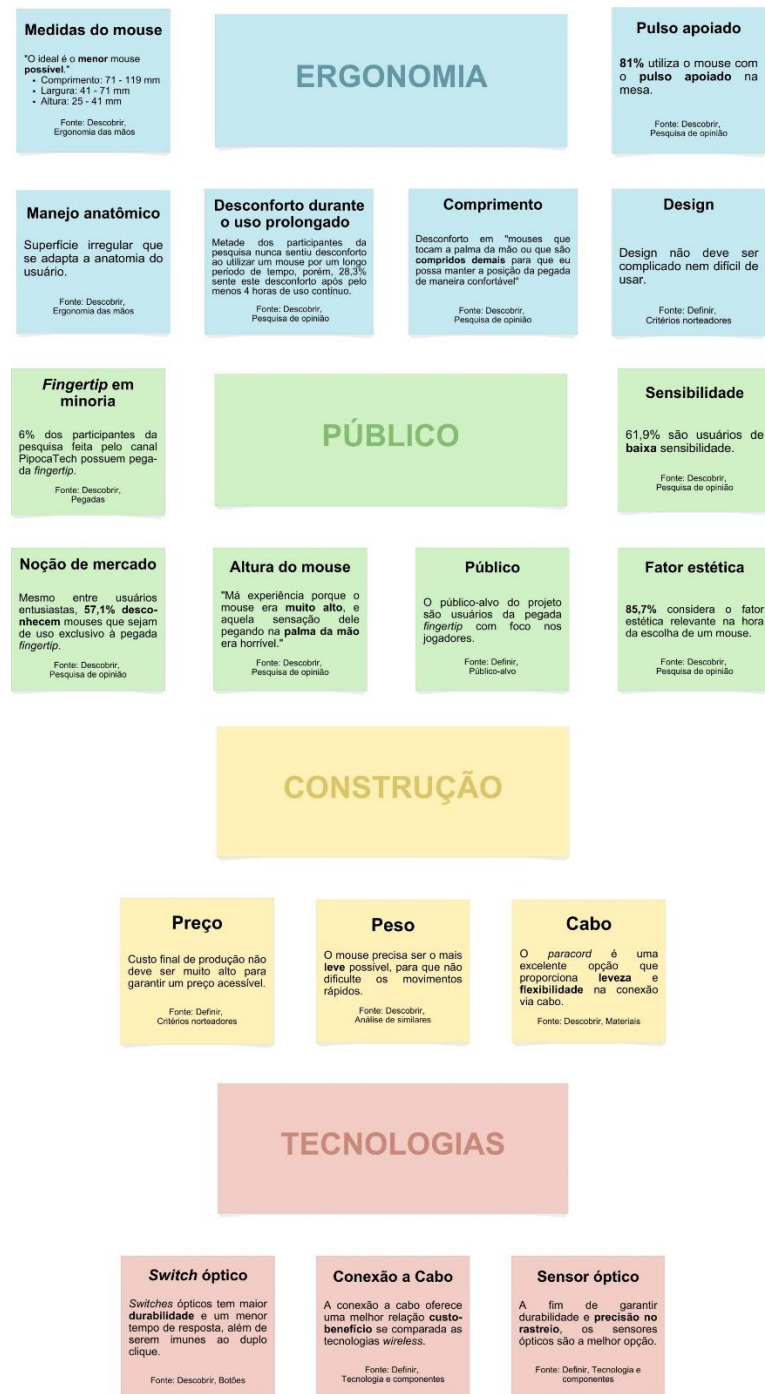 Medidas do mouse
"O ideal é o menor mouse
possível."
• Comprimento: 71 - 119 mm
• Largura: 41 - 71 mm
• Altura: 25 - 41 mm
Fonte: Descobrir,
Ergonomia das mãos
ERGONOMIA
Pulso apoiado
81% utiliza o mouse com
o pulso apoiado na
mesa.
Fonte: Descobrir,
Pesquisa de opinião
Manejo anatômico
Superfície irregular que
se adapta a anatomia do
usuário.
Fonte: Descobrir,
Ergonomia das mãos
Desconforto durante
o uso prolongado
Metade dos participantes da
pesquisa nunca sentiu desconforto
ao utilizar um mouse por um longo
período de tempo, porém, 28,3%
sente este desconforto após pelo
menos 4 horas de uso contínuo.
Fonte: Descobrir,
Pesquisa de opinião
Comprimento
Desconforto em "mouses que
tocam a palma da mão ou que são
compridos demais para que eu
possa manter a posição da pegada
de maneira confortável"
Fonte: Descobrir,
Pesquisa de opinião
Design
Design não deve ser
complicado nem difícil de
usar.
Fonte: Definir,
Critérios norteadores
Fingertip em
minoria
6% dos participantes da
pesquisa feita pelo canal
PipocaTech possuem pega-
da fingertip.
Fonte: Descobrir,
Pegadas
PÚBLICO
Sensibilidade
61,9% são usuários de
baixa sensibilidade.
Fonte: Descobrir,
Pesquisa de opinião
Noção de mercado
Mesmo entre usuários
entusiastas, 57,1% desco-
nhecem mouses que sejam
de uso exclusivo à pegada
fingertip.
Fonte: Descobrir,
Pesquisa de opinião
Altura do mouse
"Má experiência porque o
mouse era muito alto, e
aquela sensação dele
pegando na palma da mão
era horrível."
Fonte: Descobrir,
Pesquisa de opinião
Público
O público-alvo do projeto
são usuários da pegada
fingertip com foco nos
jogadores.
Fonte: Definir,
Público-alvo
Fator estética
85,7% considera o fator
estética relevante na hora
da escolha de um mouse.
Fonte: Descobrir,
Pesquisa de opinião
CONSTRUÇÃO
Preço
Custo final de produção não
deve ser muito alto para
garantir um preço acessível.
Fonte: Definir,
Critérios norteadores
Peso
O mouse precisa ser o mais
leve possível, para que não
dificulte os movimentos
rápidos.
Fonte: Descobrir,
Análise de similares
Cabo
O paracord é uma
excelente opção que
proporciona leveza e
flexibilidade na conexão
via cabo.
Fonte: Descobrir, Materiais
TECNOLOGIAS
Switch óptico
Switches ópticos tem maior
durabilidade e um menor
tempo de resposta, além de
serem imunes ao duplo
clique.
Fonte: Descobrir, Botões
Conexão a Cabo
A conexão a cabo oferece
uma melhor relação custo-
benefício se comparada as
tecnologias wireless.
Fonte: Definir,
Tecnologia e componentes
Sensor óptico
A fim de garantir
durabilidade e precisão no
rastreio, os sensores
ópticos são a melhor opção.
Fonte: Definir, Tecnologia e
componentes